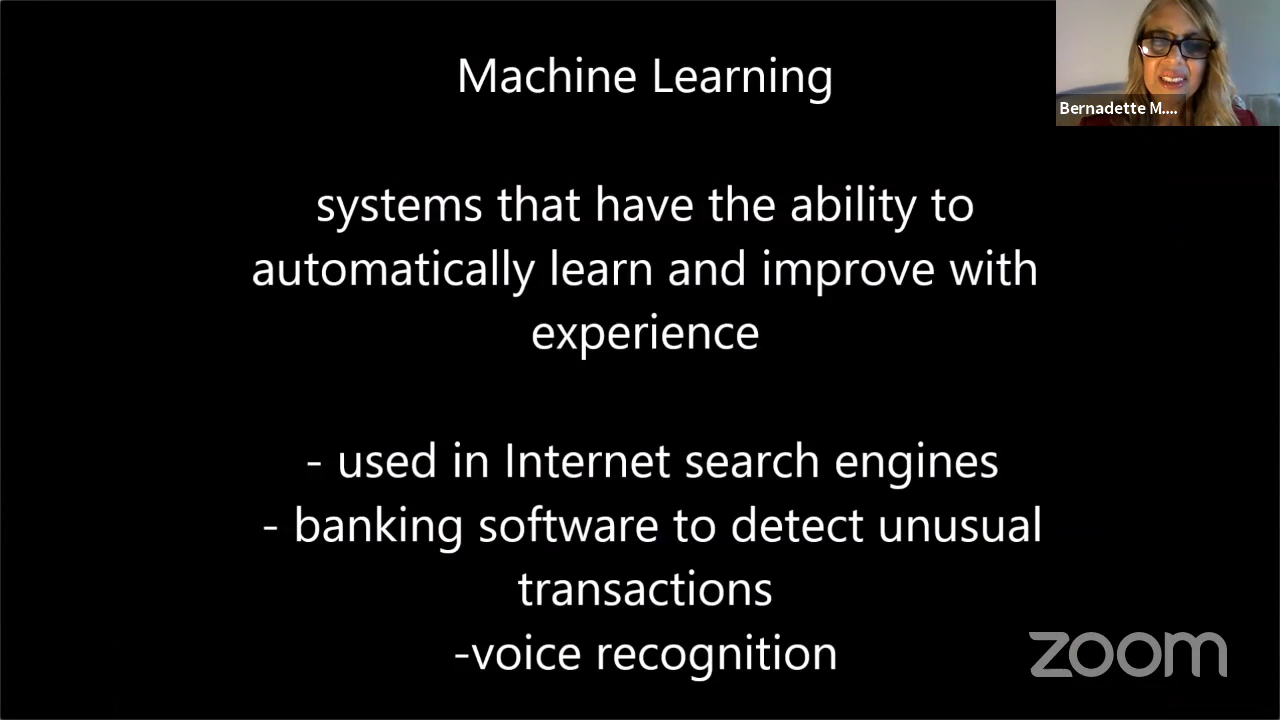 Machine Learning
Bernadette M....
systems that have the ability to
automatically learn and improve with
experience
- used in Internet search engines
- banking software to detect unusual
transactions
-voice recognition
zoom